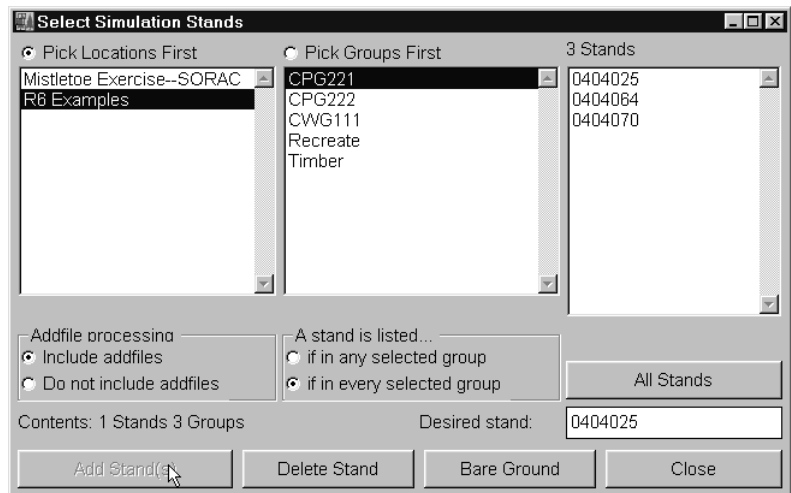 Select Simulation Stands
Pick Locations First
Pick Groups First
3 Stands
Mistletoe Exercise--SORAC
R6 Examples
CPG221
CPG222
CWG111
Recreate
Timber
0404025
0404064
0404070
Addfile processing
Include addfiles
Do not include addfiles
A stand is listed...
if in any selected group
if in every selected group
All Stands
Contents: 1 Stands 3 Groups
Desired stand:
0404025
Add Stand(s)
Delete Stand
Bare Ground
Close